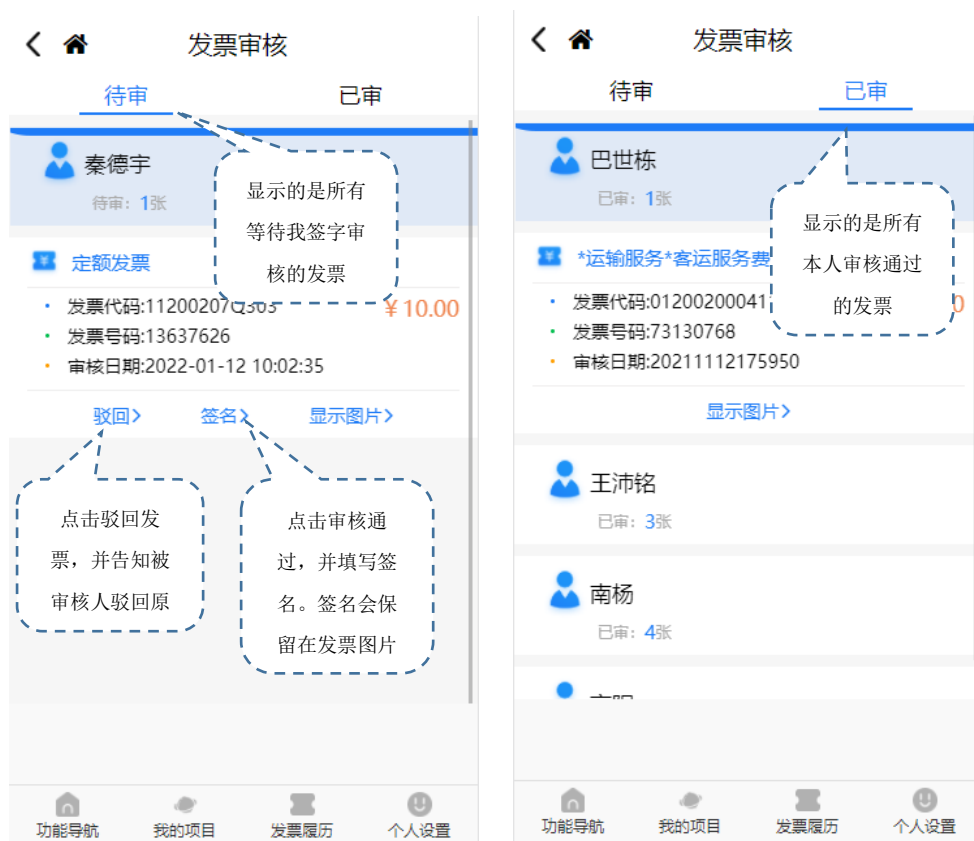 发票审核
待审
已审
秦德宇
待审：1张
显示的是所有
等待我签字审
核的发票
定额发票
发票代码:11200207Q303
￥10.00
发票号码:13637626
审核日期:2022-01-12 10:02:35
驳回
签名
显示图片
点击驳回发
票，并告知被
审核人驳回原
点击审核通
过，并填写签
名。签名会保
留在发票图片
功能导航
我的项目
发票履历
个人设置
发票审核
待审
已审
巴世栋
已审：1张
显示的是所有
本人审核通过
的发票
*运输服务*客运服务费
发票代码:01200200041
0
发票号码:73130768
审核日期:20211112175950
显示图片
王沛铭
已审：3张
南杨
已审：4张
功能导航
我的项目
发票履历
个人设置